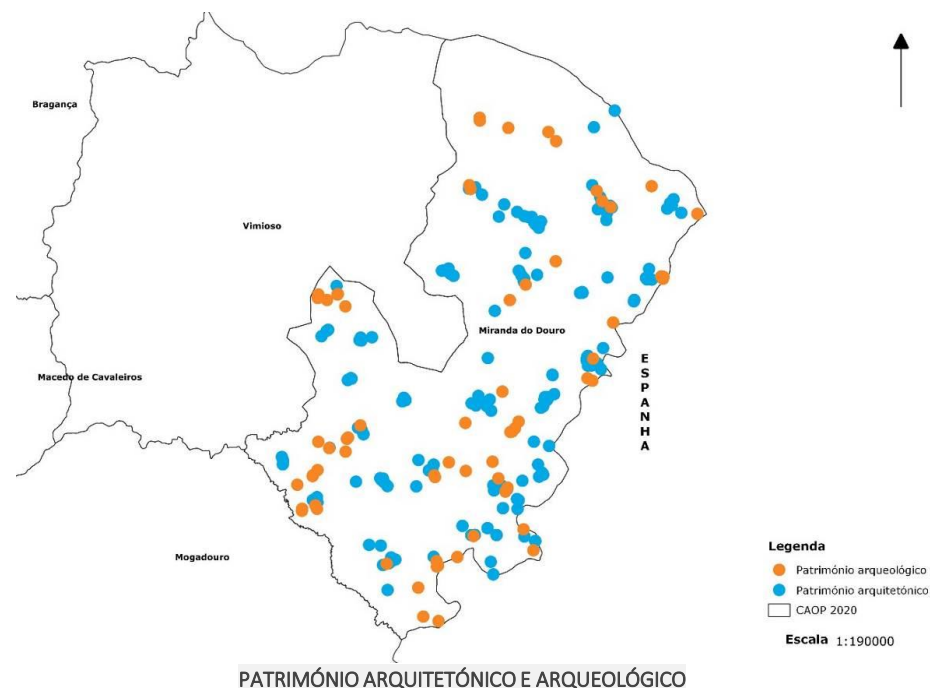 Bragança
Vimioso
Miranda do Douro
Macedo de Cavaleiros
ESPANHA
Mogadouro
Legenda
Património arqueológico
Património arquitetónico
CAOP 2020
Escala 1:190000
PATRIMÓNIO ARQUITETÓNICO E ARQUEOLÓGICO